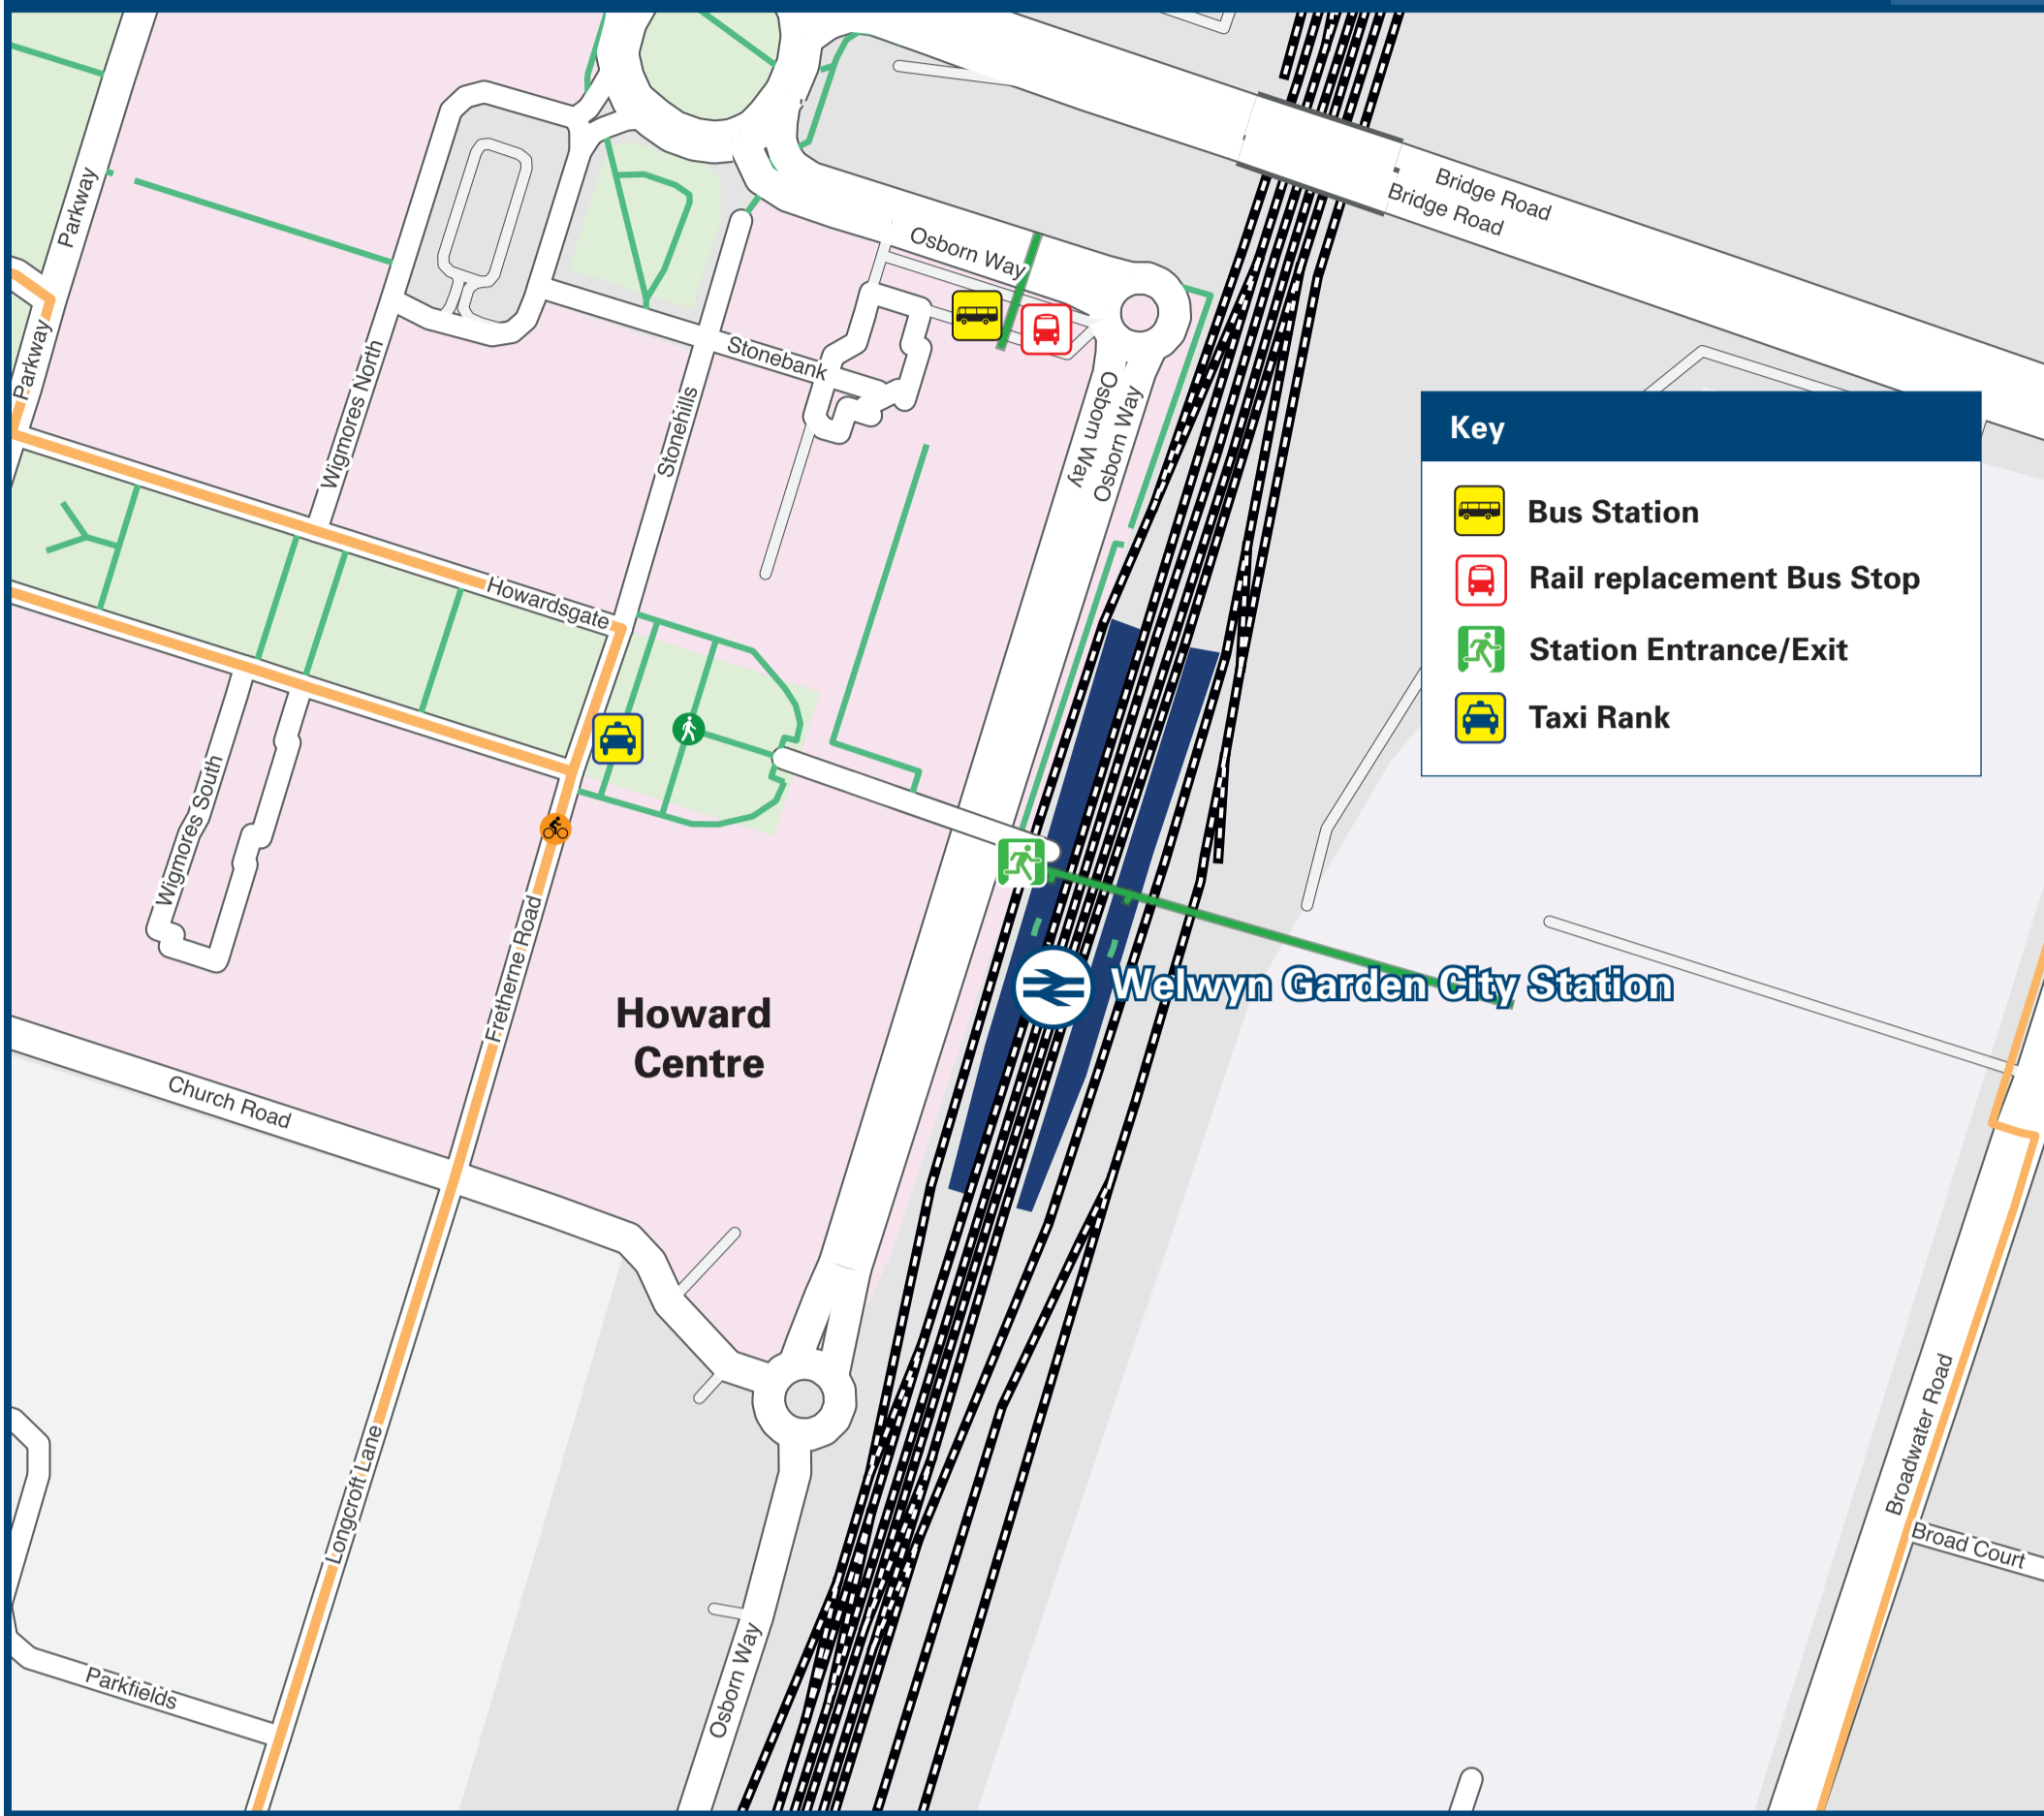 Bridge Road
Bridge Road
Parkway
Osborn Way
Parkway
Wigmores North
Stonebank
Stonehills
Osborn Way
Osborn Way
Key
Bus Station
Rail replacement Bus Stop
Station Entrance/Exit
Taxi Rank
Howardsgate
Wigmores South
Fretherne Road
Welwyn Garden City Station
Howard
Centre
Church Road
Longcroft Lane
Broadwater Road
Broad Court
Parkfields
Osborn Way